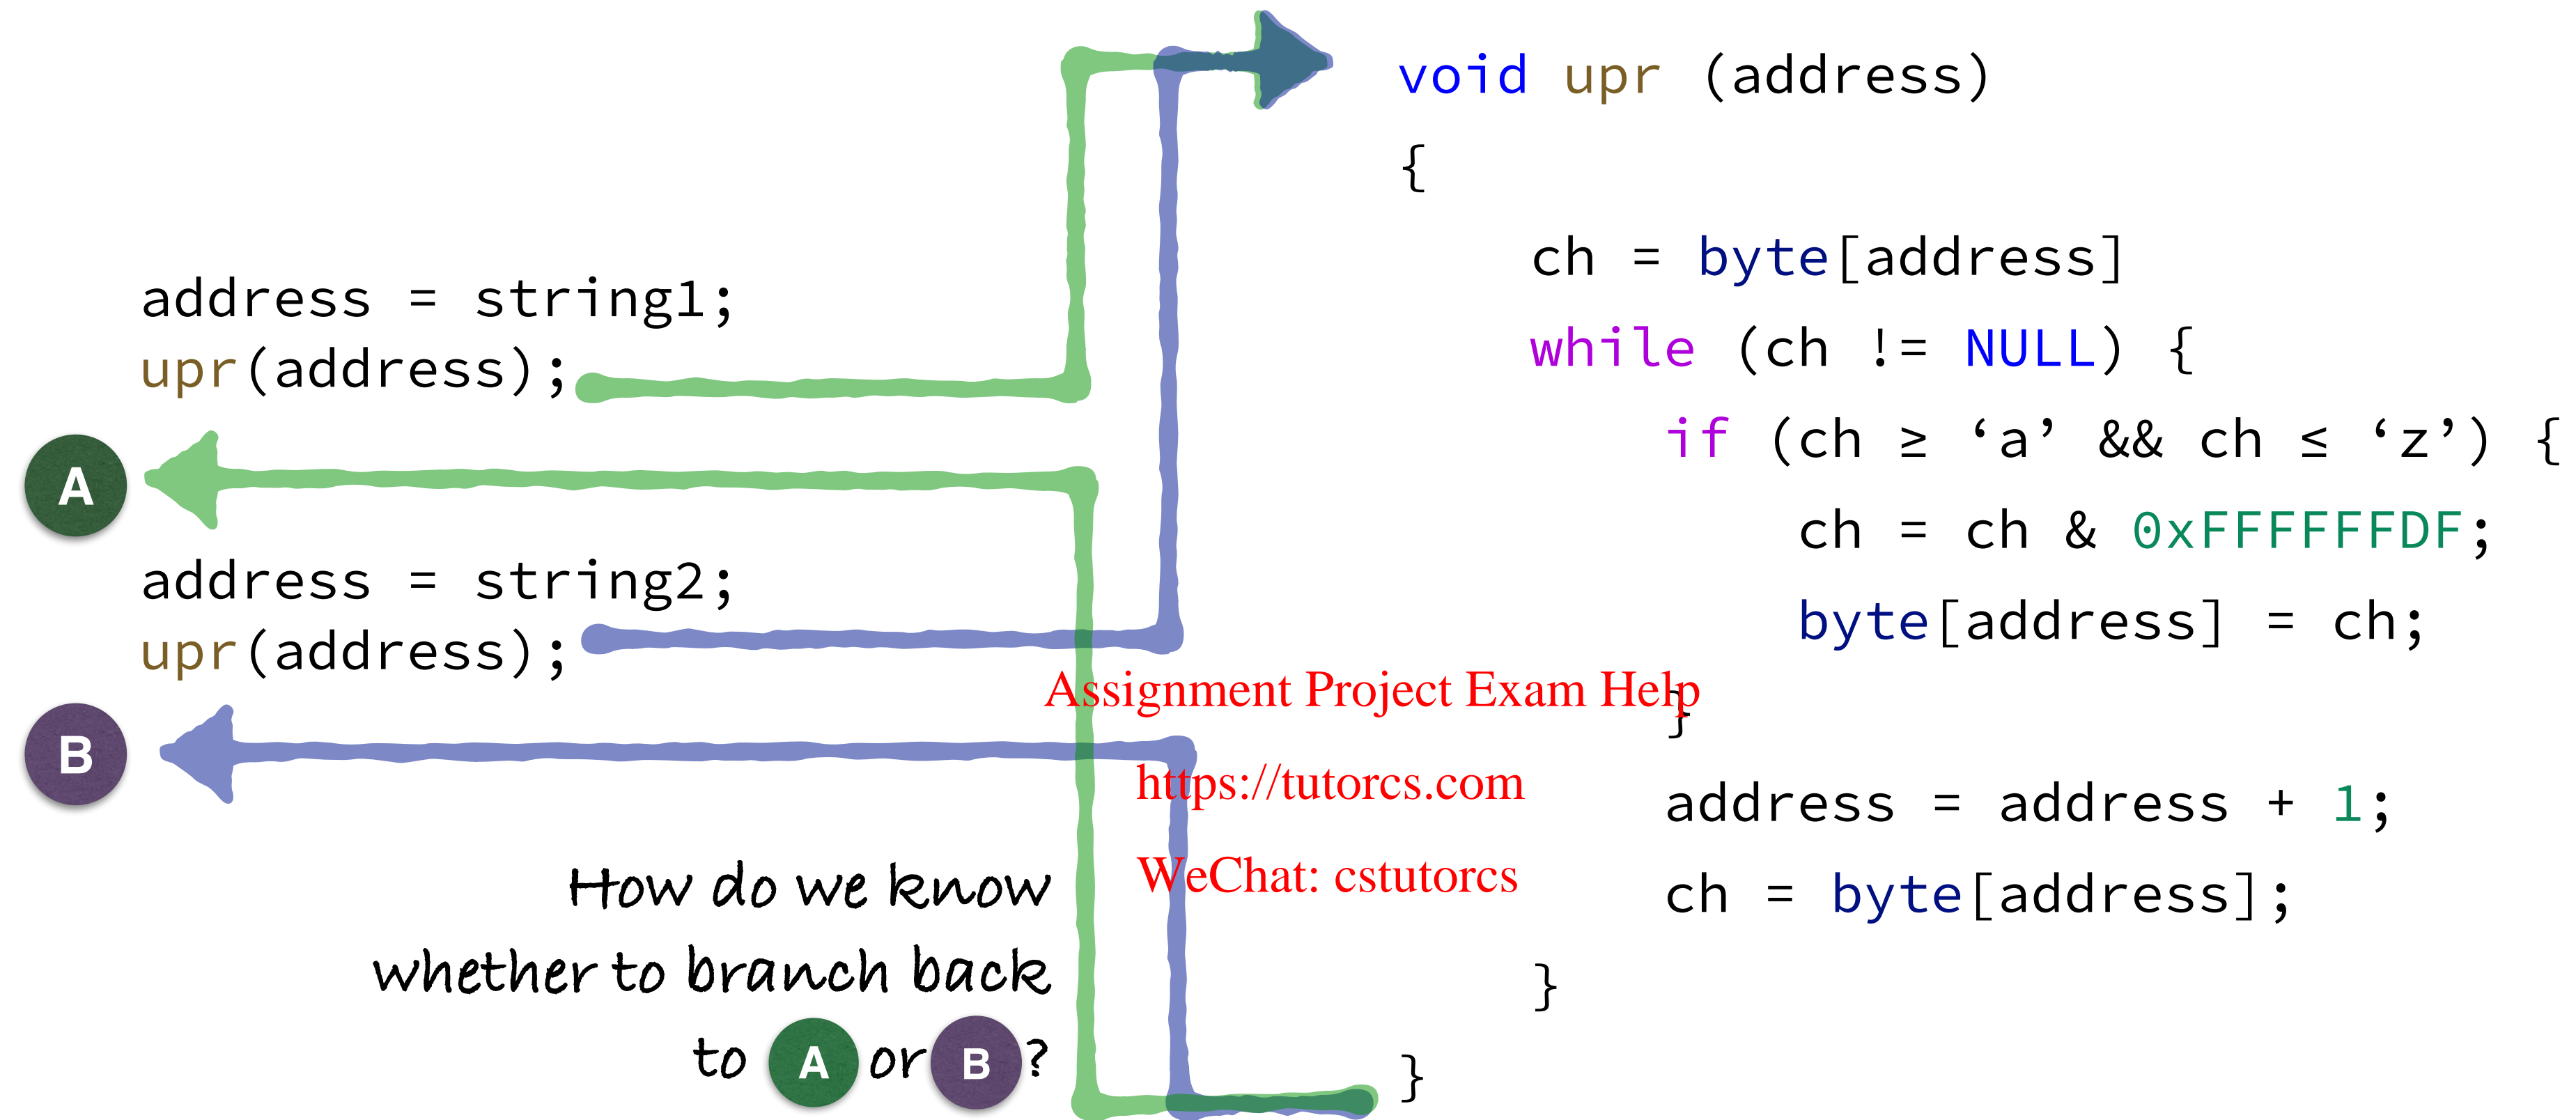 address = string1;
upr(address);
A
address = string2;
upr(address);
B
How do we know
whether to branch back
to A or B ?
void upr (address)
{
ch = byte[address]
while (ch != NULL) {
if (ch ≥ ‘a’ && ch ≤ ‘z’) {
ch = ch & 0xFFFFFFDF;
byte[address] = ch;
}
address = address + 1;
ch = byte[address];
}
}
Assignment Project Exam Help
https://tutorcs.com
WeChat: cstutorcs